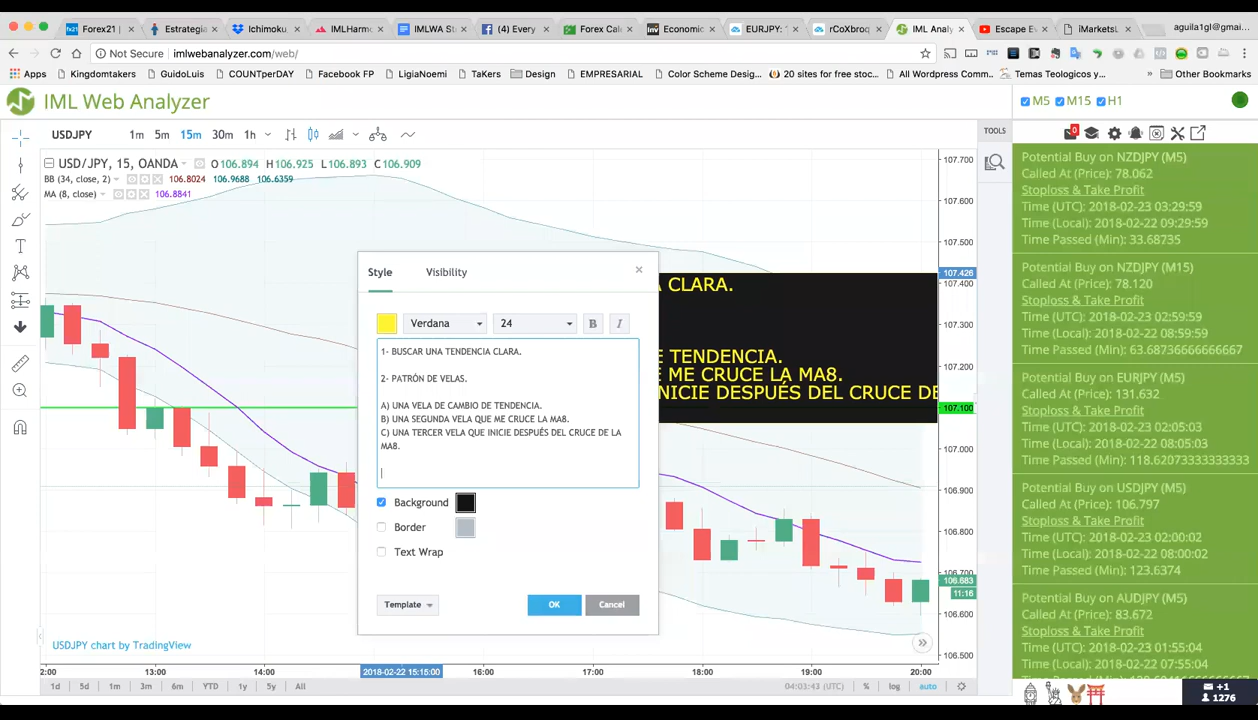 Forex21
Estrategia
Ichimoku.
IMLHarmo
IMLWA St
(4) Every
Forex Calc
Economic
EURJPY:
rCoXbroq
IML Analy
Escape Ev
iMarketsL
aguila1gl@gmai...
Not Secure
imlwebanalyzer.com/web/
Apps
Kingdomtakers
GuidoLuis
COUNTperDAY
Facebook FP
LigiaNoemi
TaKers
Design
EMPRESARIAL
Color Scheme Desig...
20 sites for free stoc...
All Wordpress Comm...
Temas Teologicos y...
»
Other Bookmarks
IML Web Analyzer
M5 M15 H1
USDJPY
1m 5m 15m 30m 1h
TOOLS
USD/JPY, 15, OANDA
O106.894 H106.925 L106.893 C106.909
BB (34, close, 2)
106.8024 106.9688 106.6359
MA (8, close)
106.8841
107.700
107.600
107.500
107.426
107.400
107.300
107.200
107.100
107.000
106.900
106.800
106.700
106.683
11:16
106.600
106.500
A CLARA.
E TENDENCIA.
E ME CRUCE LA MA8.
NICIE DESPUÉS DEL CRUCE DE
Style
Visibility
×
Verdana
24
B
I
1- BUSCAR UNA TENDENCIA CLARA.
2- PATRÓN DE VELAS.
A) UNA VELA DE CAMBIO DE TENDENCIA.
B) UNA SEGUNDA VELA QUE ME CRUCE LA MA8.
C) UNA TERCER VELA QUE INICIE DESPUÉS DEL CRUCE DE LA
MA8.
Background
Border
Text Wrap
Template
OK
Cancel
USDJPY chart by TradingView
2:00
13:00
14:00
2018-02-22 15:15:00
16:00
17:00
18:00
19:00
20:00
1d 5d 1m 3m 6m YTD 1y 5y All
04:03:43 (UTC)
% log auto
0
Potential Buy on NZDJPY (M5)
Called At (Price): 78.062
Stoploss & Take Profit
Time (UTC): 2018-02-23 03:29:59
Time (Local): 2018-02-22 09:29:59
Time Passed (Min): 33.68735
Potential Buy on NZDJPY (M15)
Called At (Price): 78.120
Stoploss & Take Profit
Time (UTC): 2018-02-23 02:59:59
Time (Local): 2018-02-22 08:59:59
Time Passed (Min): 63.68736666666667
Potential Buy on EURJPY (M5)
Called At (Price): 131.632
Stoploss & Take Profit
Time (UTC): 2018-02-23 02:05:03
Time (Local): 2018-02-22 08:05:03
Time Passed (Min): 118.62073333333333
Potential Buy on USDJPY (M5)
Called At (Price): 106.797
Stoploss & Take Profit
Time (UTC): 2018-02-23 02:00:02
Time (Local): 2018-02-22 08:00:02
Time Passed (Min): 123.6374
Potential Buy on AUDJPY (M5)
Called At (Price): 83.672
Stoploss & Take Profit
Time (UTC): 2018-02-23 01:55:04
Time (Local): 2018-02-22 07:55:04
+1
1276